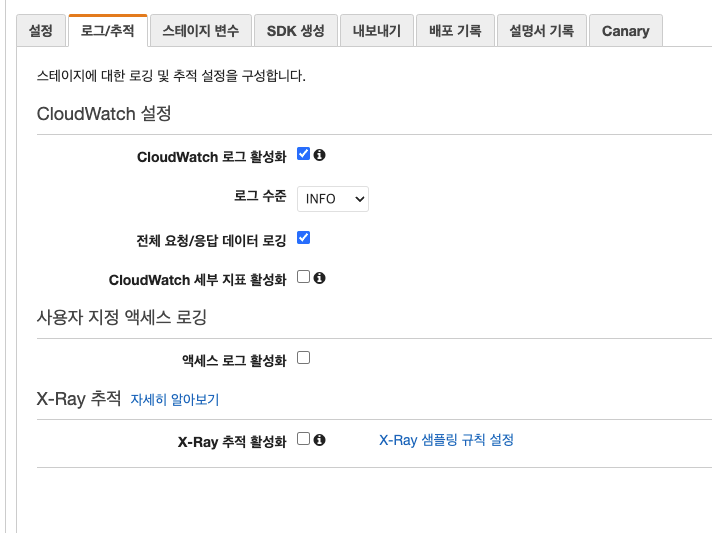 설정 로그/추적 스테이지 변수 SDK 생성 내보내기 배포 기록 설명서 기록 Canary
스테이지에 대한 로깅 및 추적 설정을 구성합니다.
CloudWatch 설정
CloudWatch 로그 활성화
로그 수준 INFO
전체 요청/응답 데이터 로깅
CloudWatch 세부 지표 활성화
사용자 지정 액세스 로깅
액세스 로그 활성화
X-Ray 추적 자세히 알아보기
X-Ray 추적 활성화 X-Ray 샘플링 규칙 설정